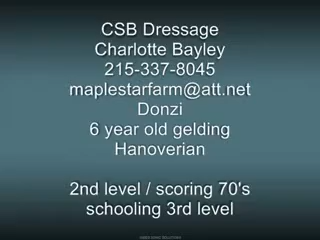 CSB Dressage
Charlotte Bayley
215-337-8045
maplestarfarm@att.net
Donzi
6 year old gelding
Hanoverian
2nd level / scoring 70's
schooling 3rd level